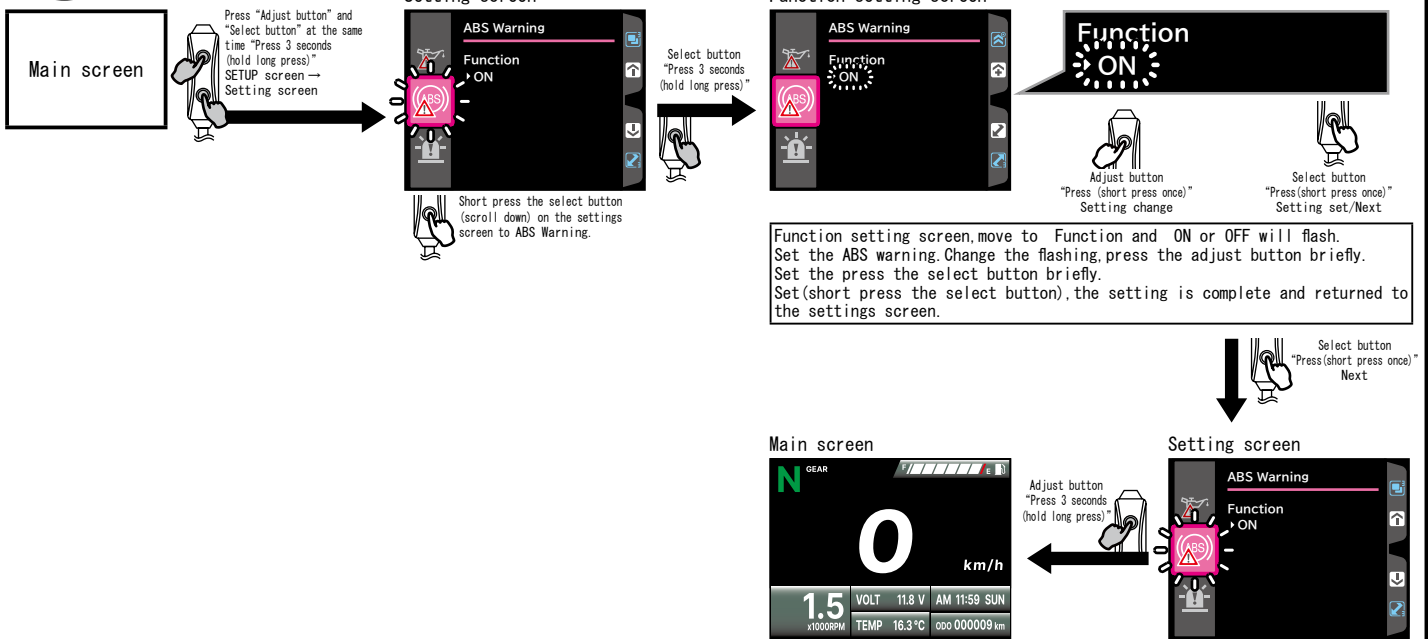 Main screen
Press “Adjust button” and
“Select button” at the same
time “Press 3 seconds
(hold long press)”
SETUP screen→
Setting screen
Setting screen
ABS Warning
Function
ON
(ABS)
Short press the select button
(scroll down) on the settings
screen to ABS Warning.
Select button
“Press 3 seconds
(hold long press)”
Function setting screen
ABS Warning
Function
ON
(ABS)
Function
ON
Adjust button
“Press (short press once)”
Setting change
Select button
“Press(short press once)”
Setting set/Next
Function setting screen,move to Function and ON or OFF will flash.
Set the ABS warning.Change the flashing,press the adjust button briefly.
Set the press the select button briefly.
Set(short press the select button),the setting is complete and returned to
the settings screen.
Select button
“Press(short press once)”
Next
Main screen
N GEAR
F E
0
km/h
1.5
x1000RPM
VOLT 11.8 V
AM 11:59 SUN
TEMP 16.3°C
ODO 000009 km
Adjust button
“Press 3 seconds
(hold long press)”
Setting screen
ABS Warning
Function
ON
(ABS)